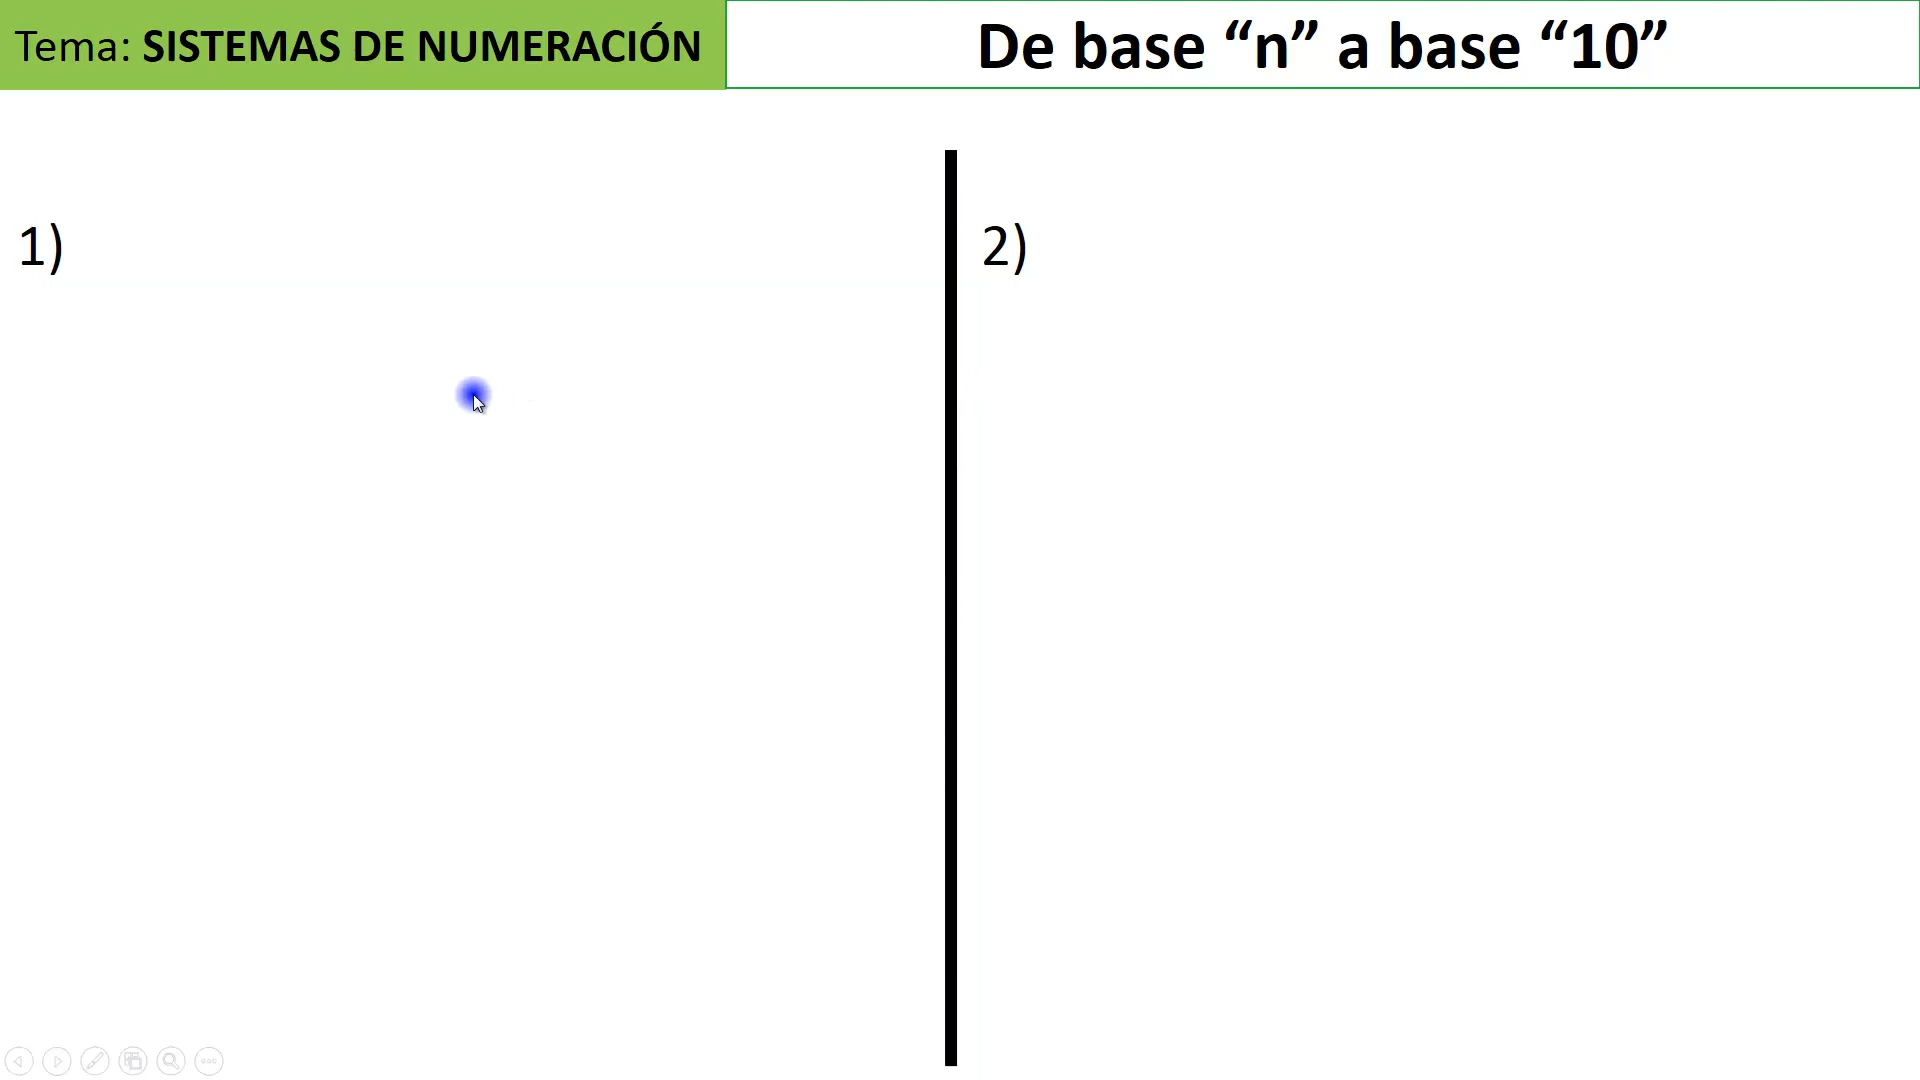 Tema: SISTEMAS DE NUMERACIÓN
De base “n” a base “10”
1)
2)